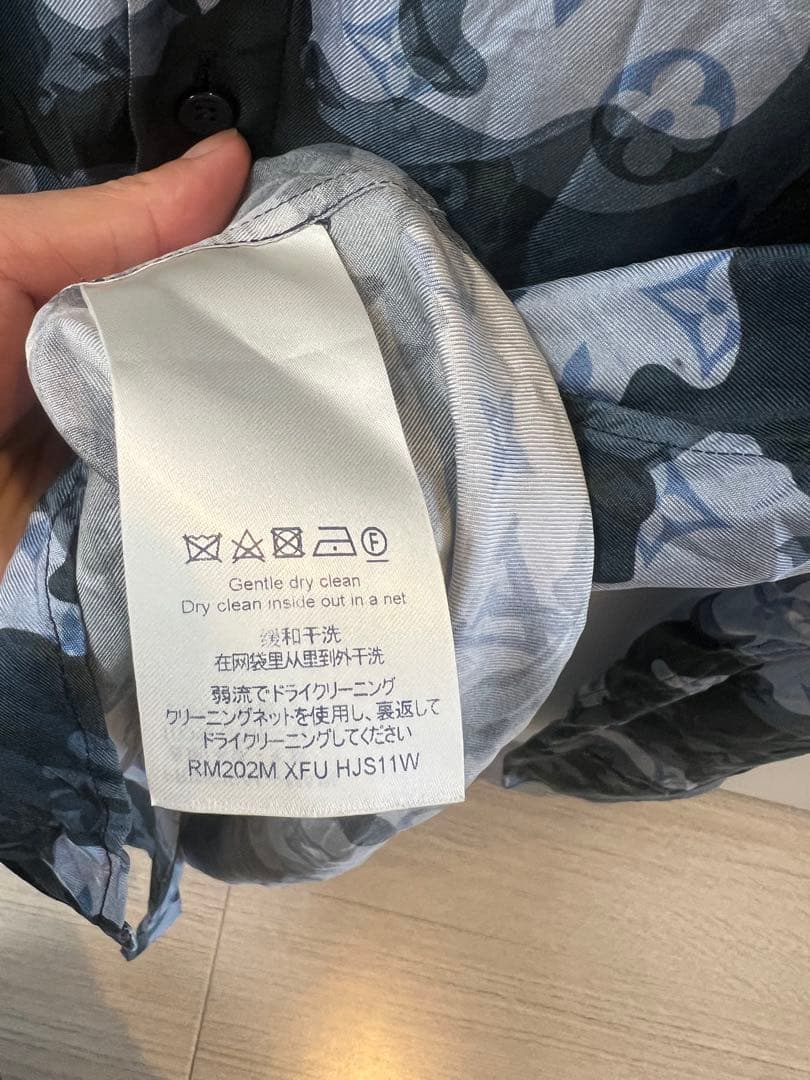 F
Gentle dry clean
Dry clean inside out in a net
缓和干洗
在网袋里从里到外干洗
弱流でドライクリーニング
クリーニングネットを使用し、裏返して
ドライクリーニングしてください
RM202M XFU HJS11W